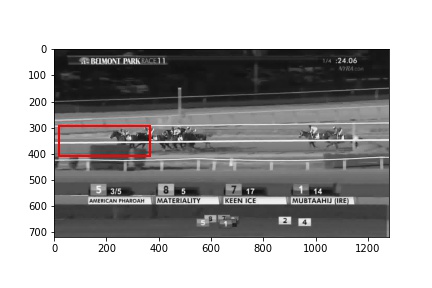 BELMONT PARK RACE 11
1/4 :24.06
NYRA.com
5 3/5 8 5 7 17 1 14
AMERICAN PHAROAH MATERIALITY KEEN ICE MUBTAAHIJ (IRE)
2 4
0
100
200
300
400
500
600
700
0 200 400 600 800 1000 1200